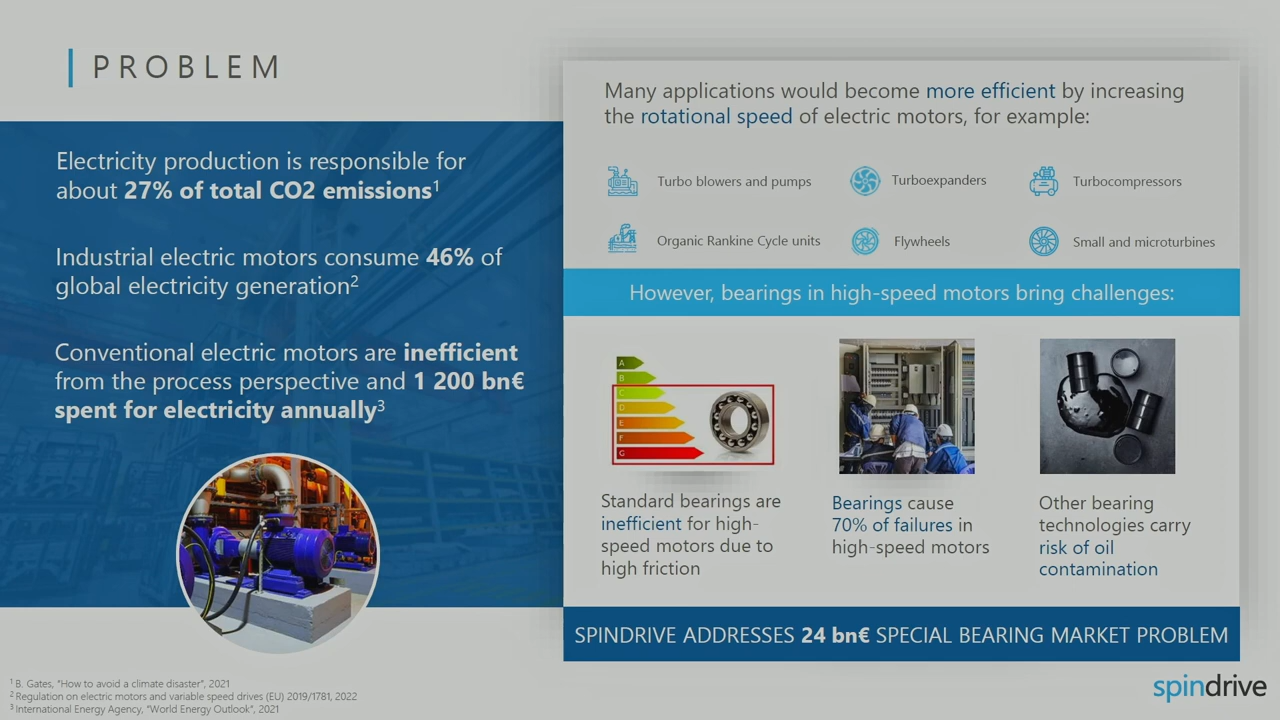 PROBLEM
Electricity production is responsible for
about 27% of total CO2 emissions¹
Industrial electric motors consume 46% of
global electricity generation²
Conventional electric motors are inefficient
from the process perspective and 1 200 bn€
spent for electricity annually³
Many applications would become more efficient by increasing
the rotational speed of electric motors, for example:
Turbo blowers and pumps
Turboexpanders
Turbocompressors
Organic Rankine Cycle units
Flywheels
Small and microturbines
However, bearings in high-speed motors bring challenges:
A
B
C
D
E
F
G
Standard bearings are
inefficient for high-
speed motors due to
high friction
Bearings cause
70% of failures in
high-speed motors
Other bearing
technologies carry
risk of oil
contamination
SPINDRIVE ADDRESSES 24 bn€ SPECIAL BEARING MARKET PROBLEM
¹ B. Gates, "How to avoid a climate disaster", 2021
² Regulation on electric motors and variable speed drives (EU) 2019/1781, 2022
³ International Energy Agency, "World Energy Outlook", 2021
spindrive